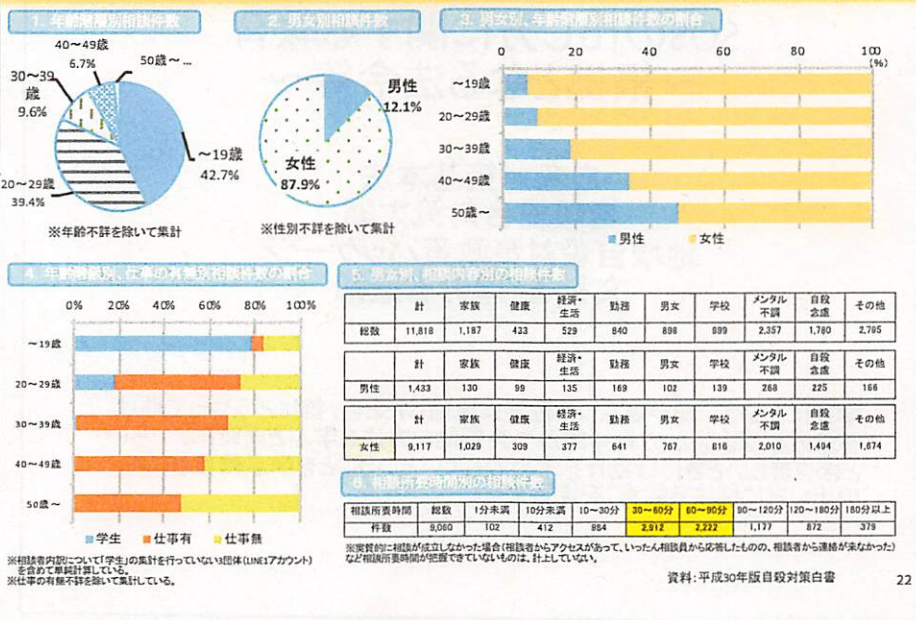 1. 年齢階層別相談件数
40～49歳
6.7%
50歳～...
30～39
歳
9.6%
～19歳
42.7%
20～29歳
39.4%
※年齢不詳を除いて集計
2. 男女別相談件数
男性
12.1%
女性
87.9%
※性別不詳を除いて集計
3. 男女別、年齢階層別相談件数の割合
0 20 40 60 80 100
(%)
～19歳
20～29歳
30～39歳
40～49歳
50歳～
男性 女性
4. 年齢階級別、仕事の有無別相談件数の割合
0% 20% 40% 60% 80% 100%
～19歳
20～29歳
30～39歳
40～49歳
50歳～
学生 仕事有 仕事無
※相談者内訳について「学生」の集計を行っていない3団体(LINE1アカウント)
を含めて単純計算している。
※仕事の有無不詳を除いて集計している。
5. 男女別、相談内容別の相談件数
計 家族 健康 経済・生活 勤務 男女 学校 メンタル不調 自殺念慮 その他
総数 11,818 1,187 433 529 840 898 999 2,357 1,780 2,795
計 家族 健康 経済・生活 勤務 男女 学校 メンタル不調 自殺念慮 その他
男性 1,433 130 99 135 169 102 139 268 225 166
計 家族 健康 経済・生活 勤務 男女 学校 メンタル不調 自殺念慮 その他
女性 9,117 1,029 309 377 641 767 816 2,010 1,494 1,674
6. 相談所要時間別の相談件数
相談所要時間 総数 1分未満 10分未満 10～30分 30～60分 60～90分 90～120分 120～180分 180分以上
件数 9,060 102 412 984 2,912 2,222 1,177 872 379
※実質的に相談が成立しなかった場合(相談者からアクセスがあって、いったん相談員から応答したものの、相談者から連絡が来なかった)
など相談所要時間が把握できていないものは、計上していない。
資料:平成30年版自殺対策白書
22